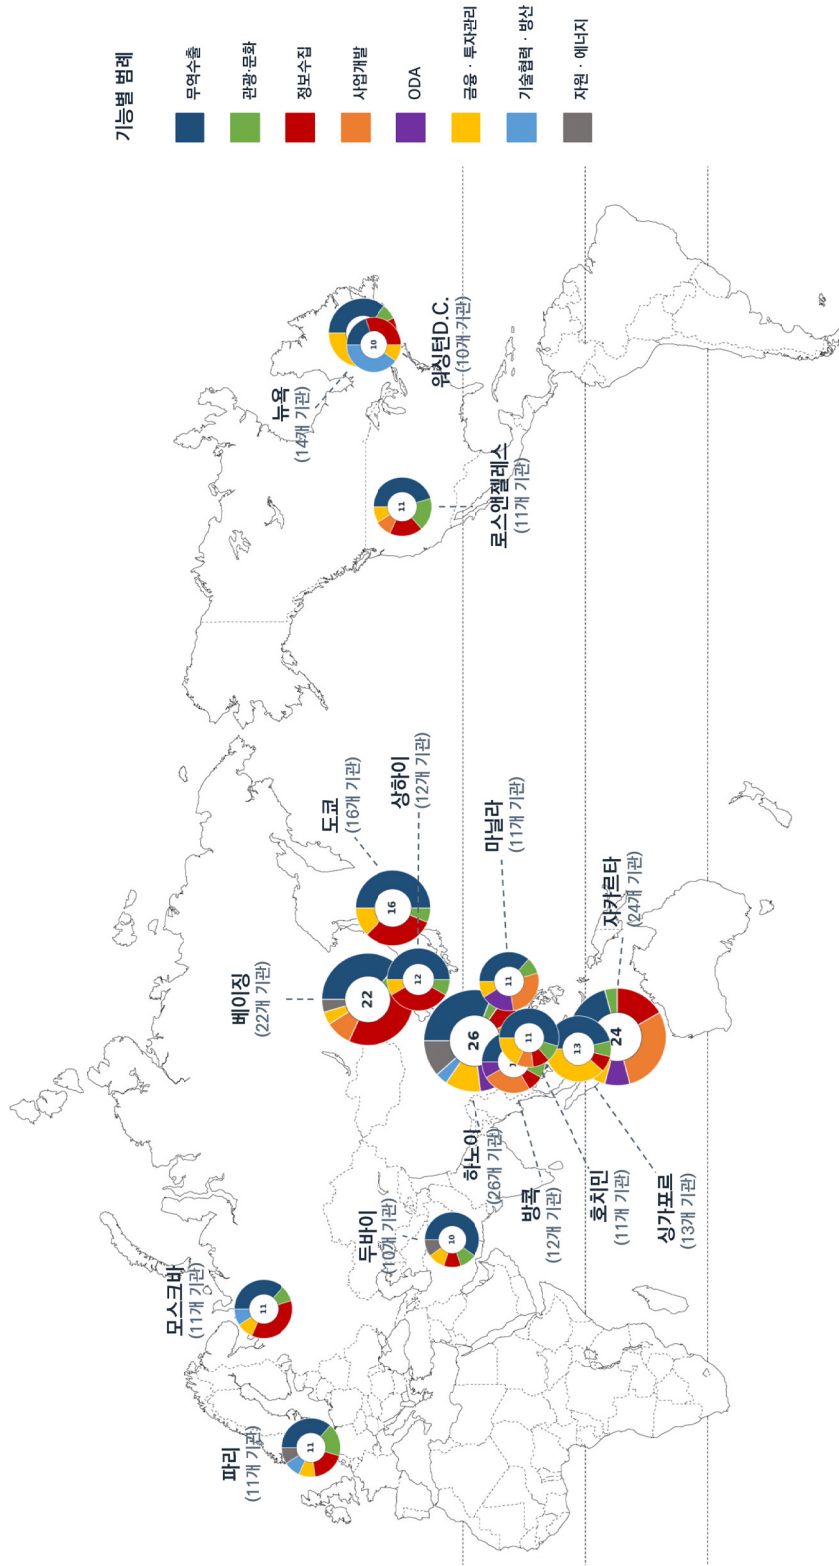 기능별 범례
무역수출
관광·문화
정보수집
사업개발
ODA
금융·투자관리
기술협력·방산
자원·에너지
파리
(11개 기관)
11
모스크바
(11개 기관)
11
두바이
(10개 기관)
10
베이징
(22개 기관)
22
도쿄
(16개 기관)
16
상하이
(12개 기관)
12
하노이
(26개 기관)
26
방콕
(12개 기관)
호치민
(11개 기관)
11
싱가포르
(13개 기관)
13
마닐라
(11개 기관)
11
자카르타
(24개 기관)
24
뉴욕
(14개 기관)
워싱턴D.C.
(10개 기관)
10
로스앤젤레스
(11개 기관)
11